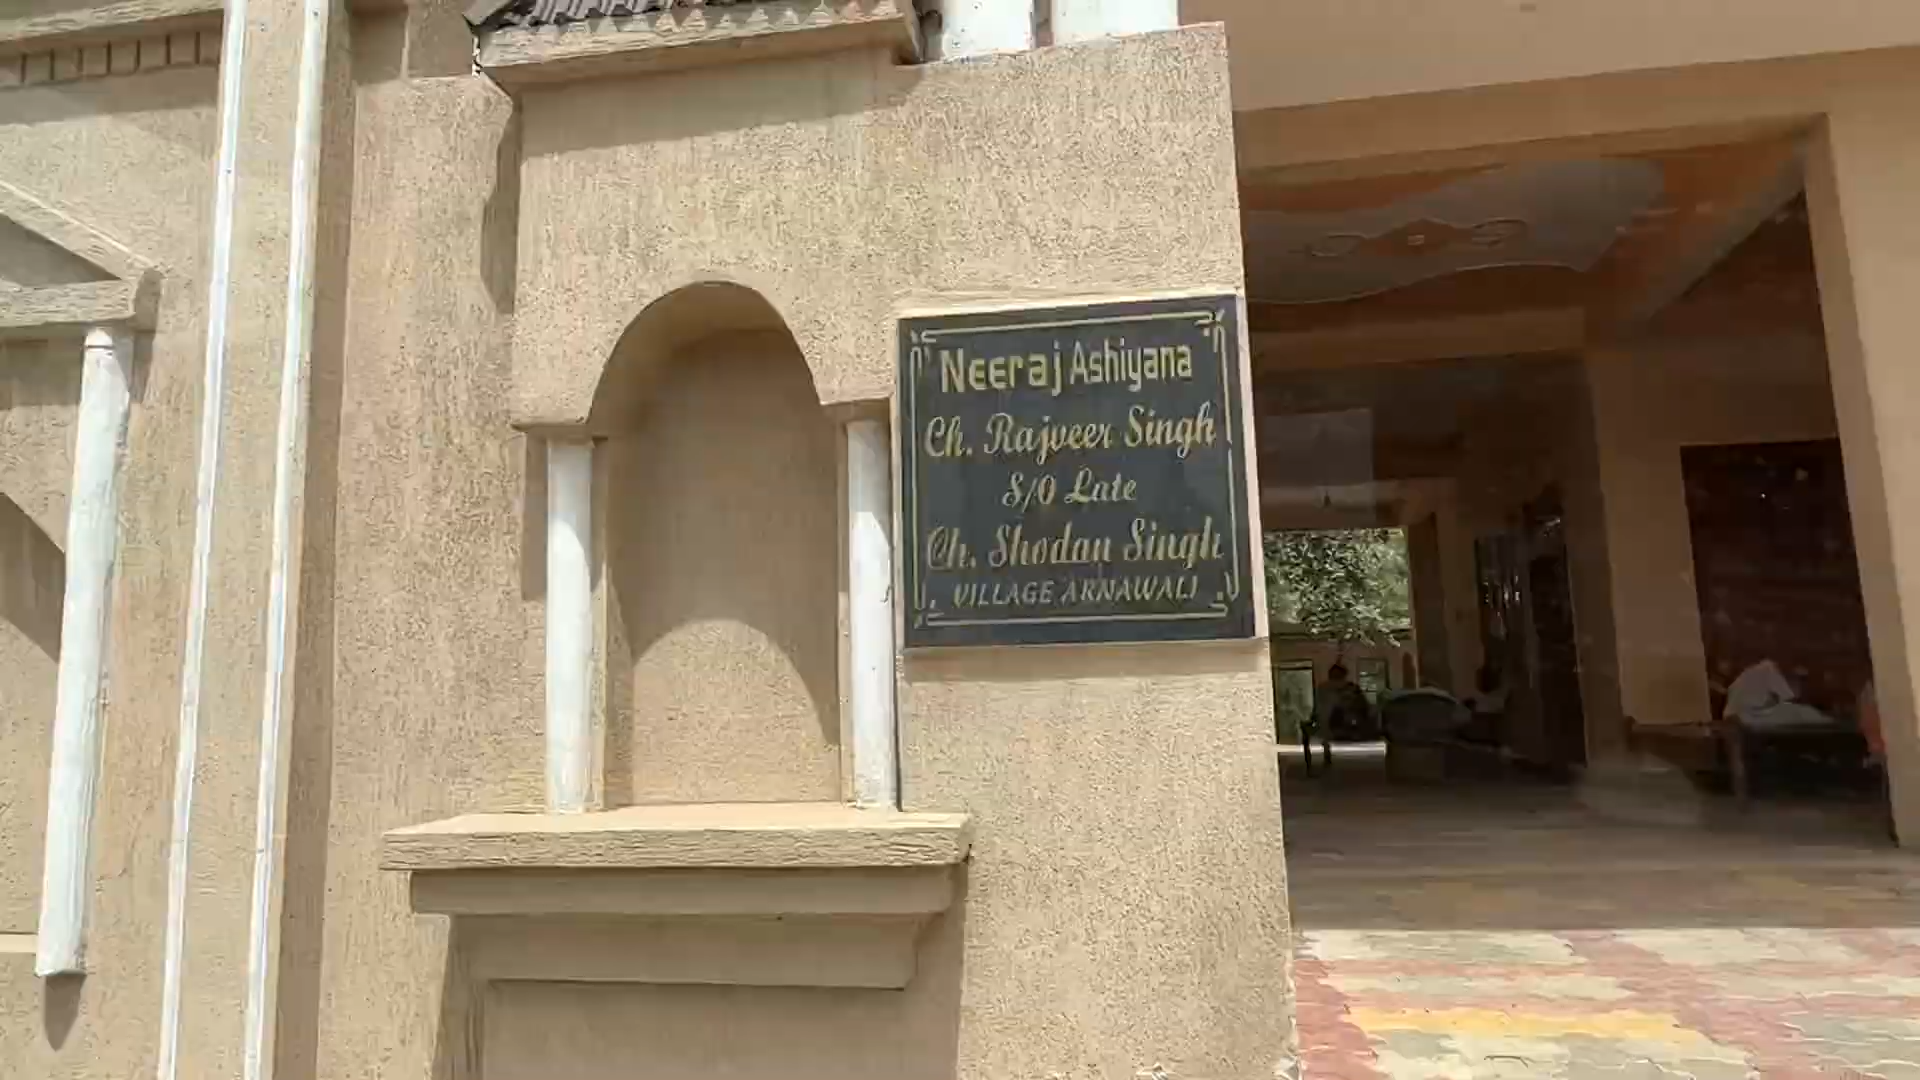 Neeraj Ashiyana
Ch. Rajveer Singh
S/O Late
Ch. Shodan Singh
VILLAGE ARNAWALI